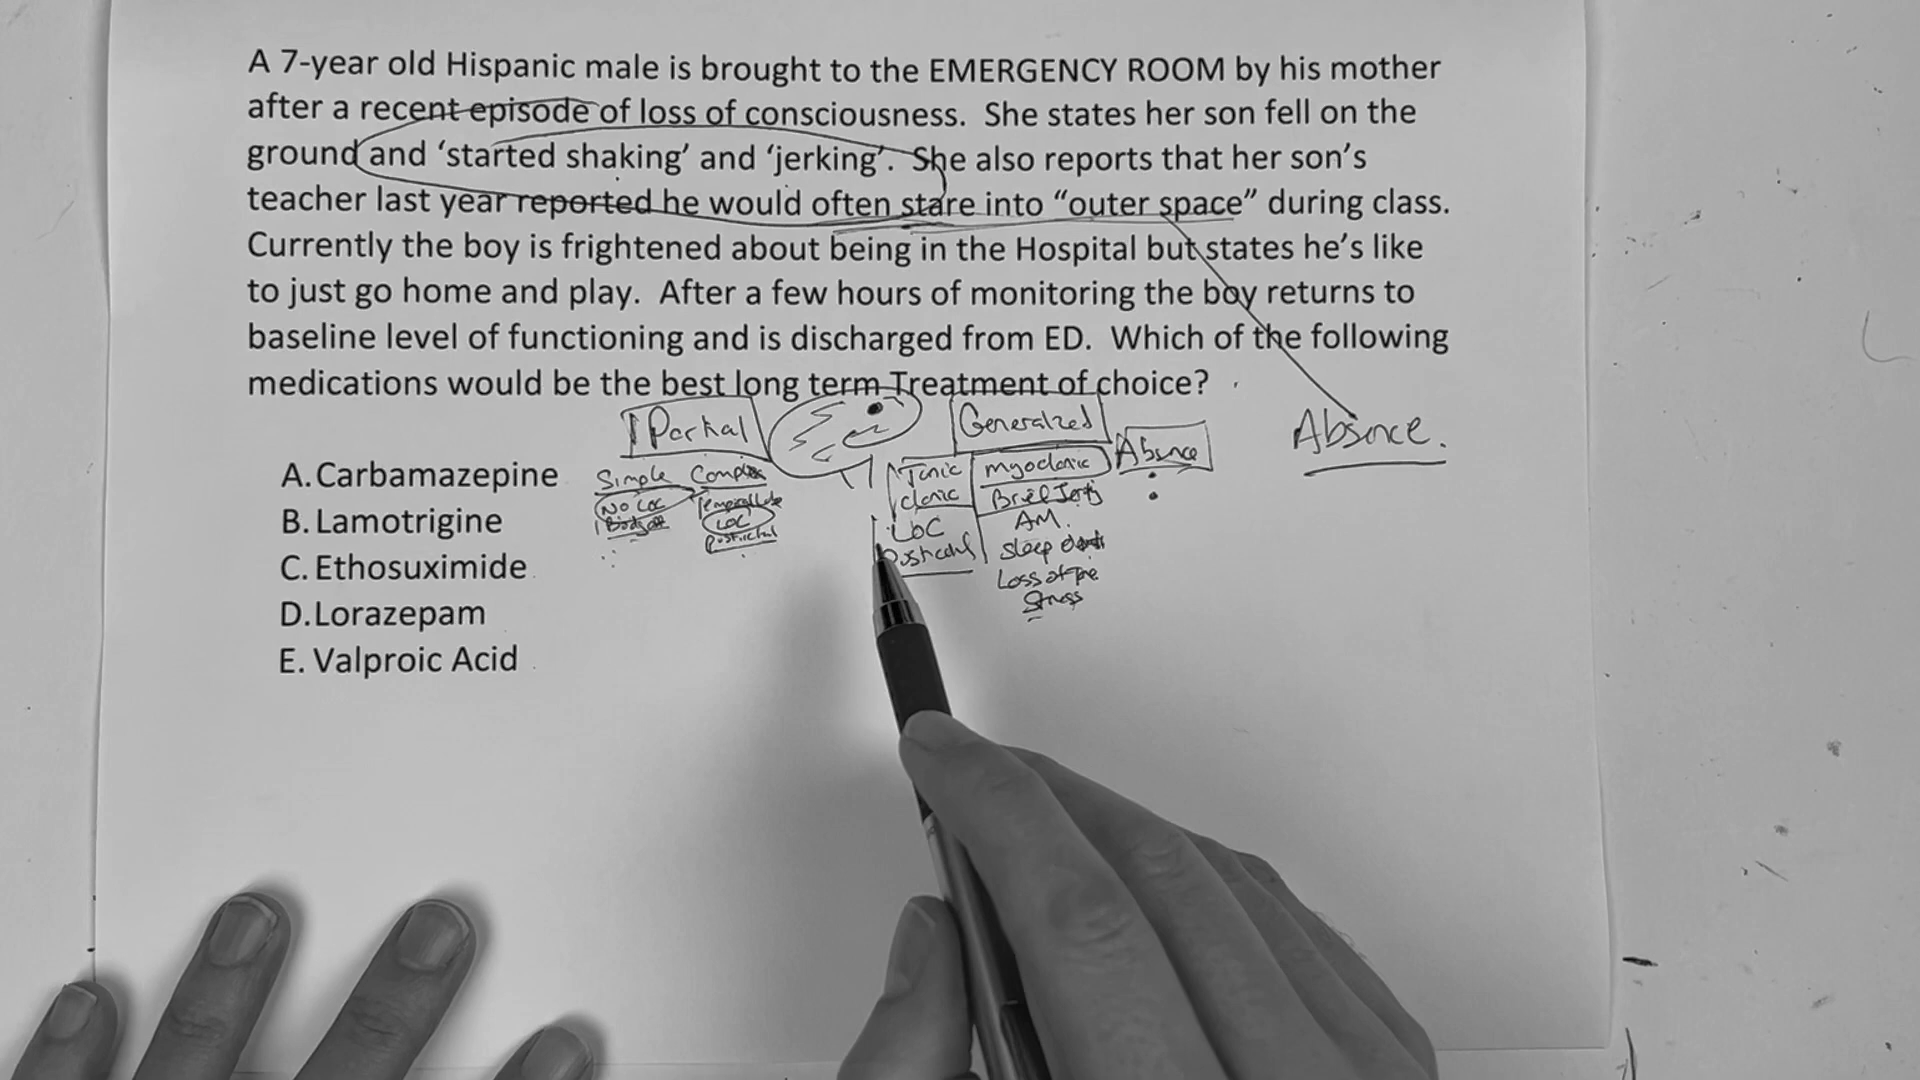 A 7-year old Hispanic male is brought to the EMERGENCY ROOM by his mother
after a recent episode of loss of consciousness.  She states her son fell on the
ground and ‘started shaking’ and ‘jerking’.  She also reports that her son’s
teacher last year reported he would often stare into “outer space” during class.
Currently the boy is frightened about being in the Hospital but states he’s like
to just go home and play.  After a few hours of monitoring the boy returns to
baseline level of functioning and is discharged from ED.  Which of the following
medications would be the best long term Treatment of choice?
Partial
Generalized
Absence
Absence.
A. Carbamazepine
B. Lamotrigine
C. Ethosuximide
D. Lorazepam
E. Valproic Acid
Simple Complex
No LOC
LOC
Postictal
Tonic
clonic
LOC
myoclonic
Brief Jerks
AM.
sleep
Loss of
Stress